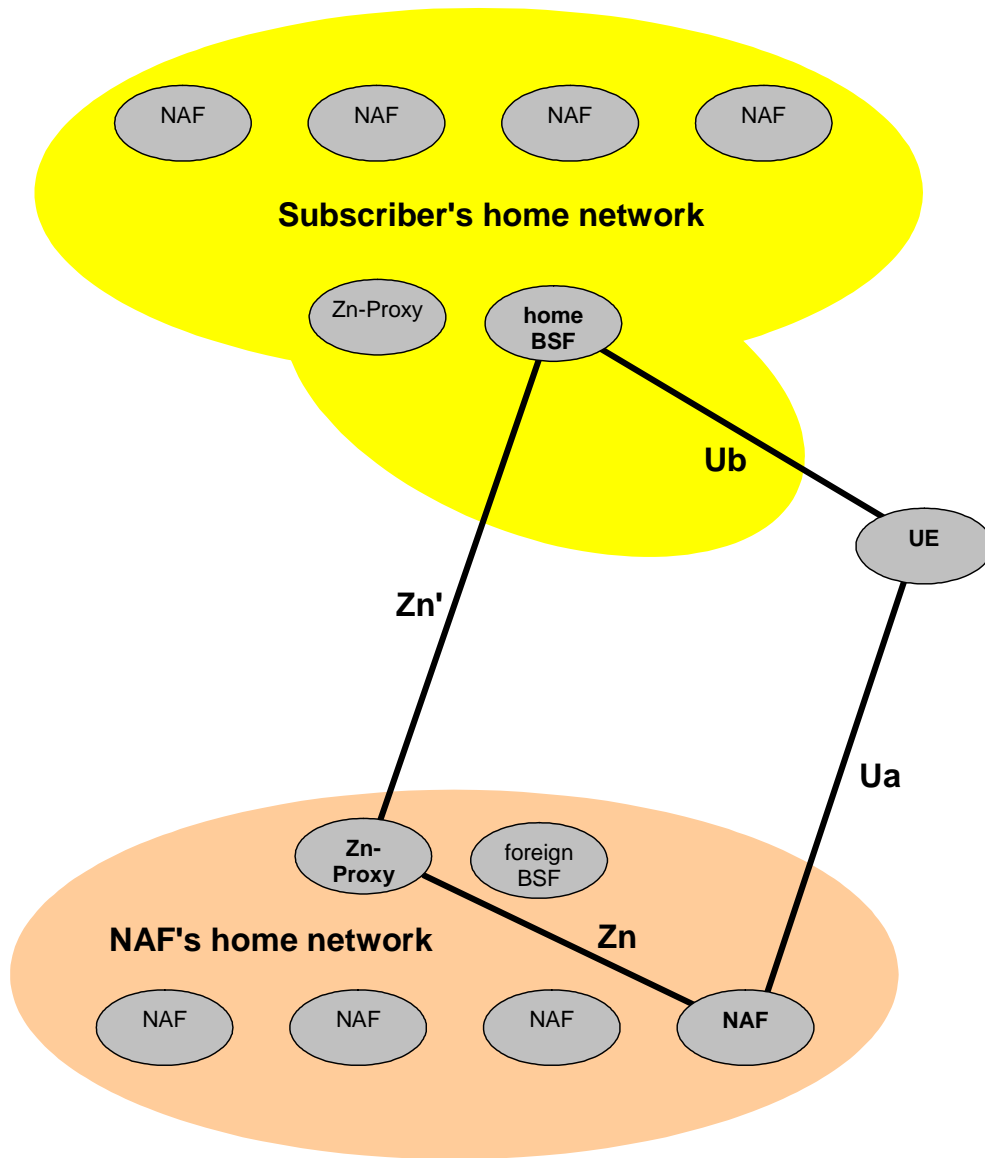 NAF
NAF
NAF
NAF
Subscriber's home network
Zn-Proxy
home
BSF
Ub
UE
Zn'
Ua
Zn-
Proxy
foreign
BSF
Zn
NAF's home network
NAF
NAF
NAF
NAF